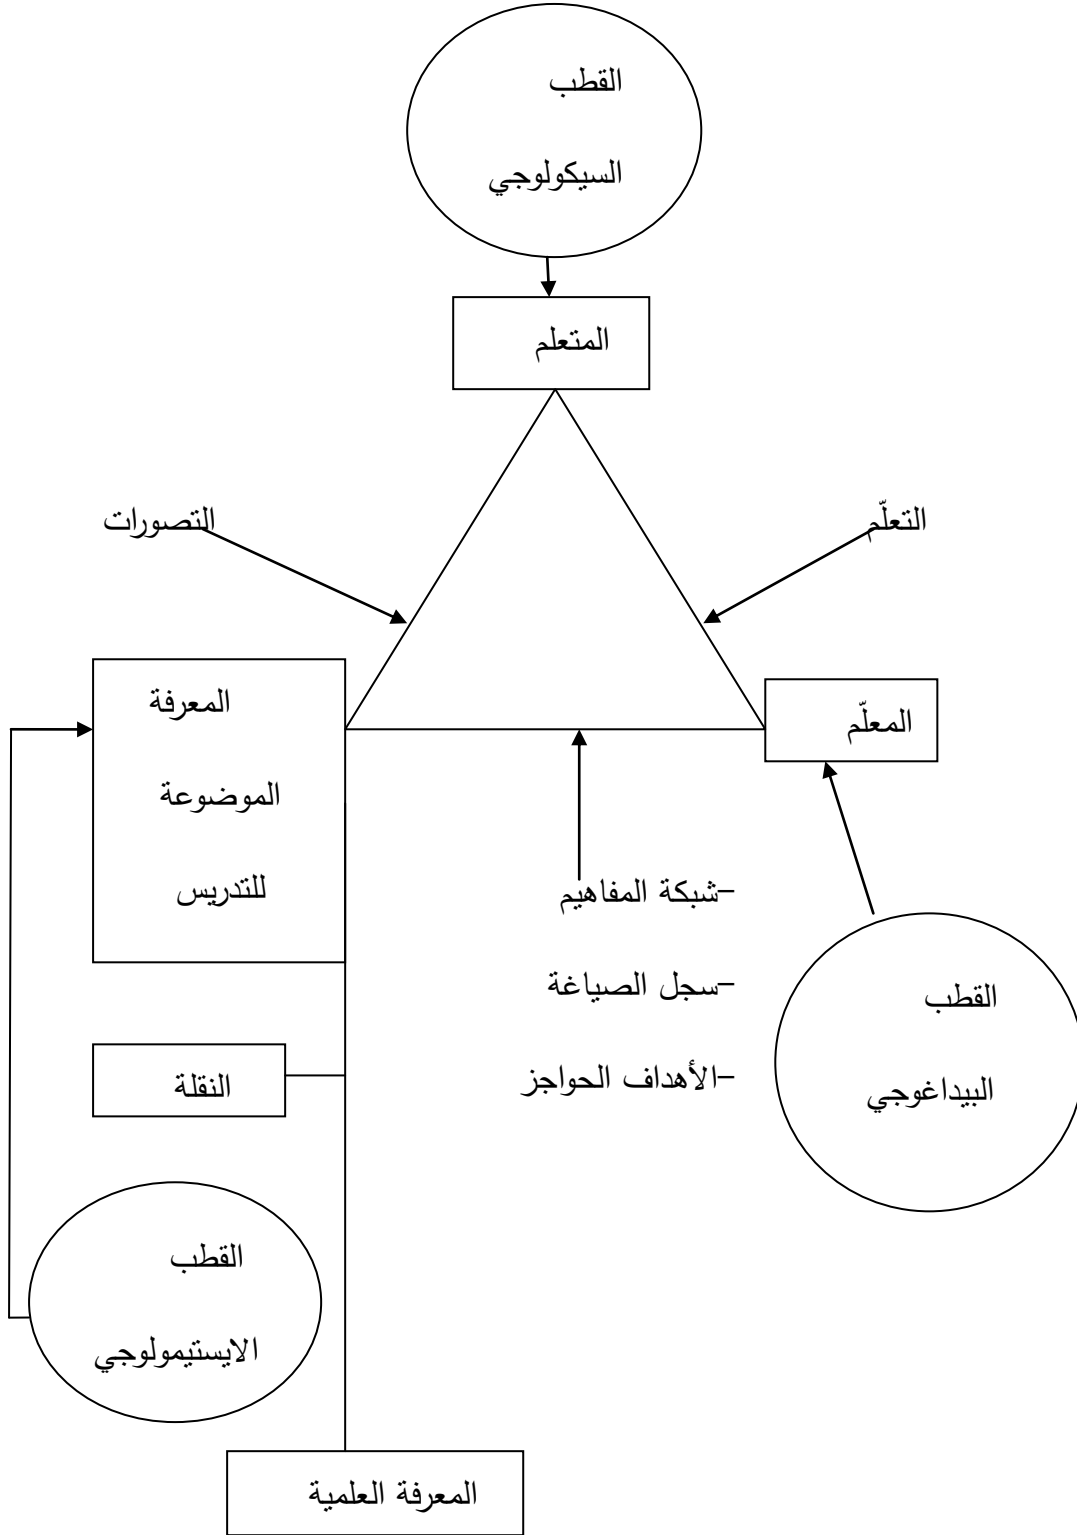 القطب
السيكولوجي
المتعلم
التصورات
التعلّم
المعرفة
الموضوعة
للتدريس
المعلّم
–شبكة المفاهيم
–سجل الصياغة
–الأهداف الحواجز
القطب
البيداغوجي
النقلة
القطب
الايستيمولوجي
المعرفة العلمية